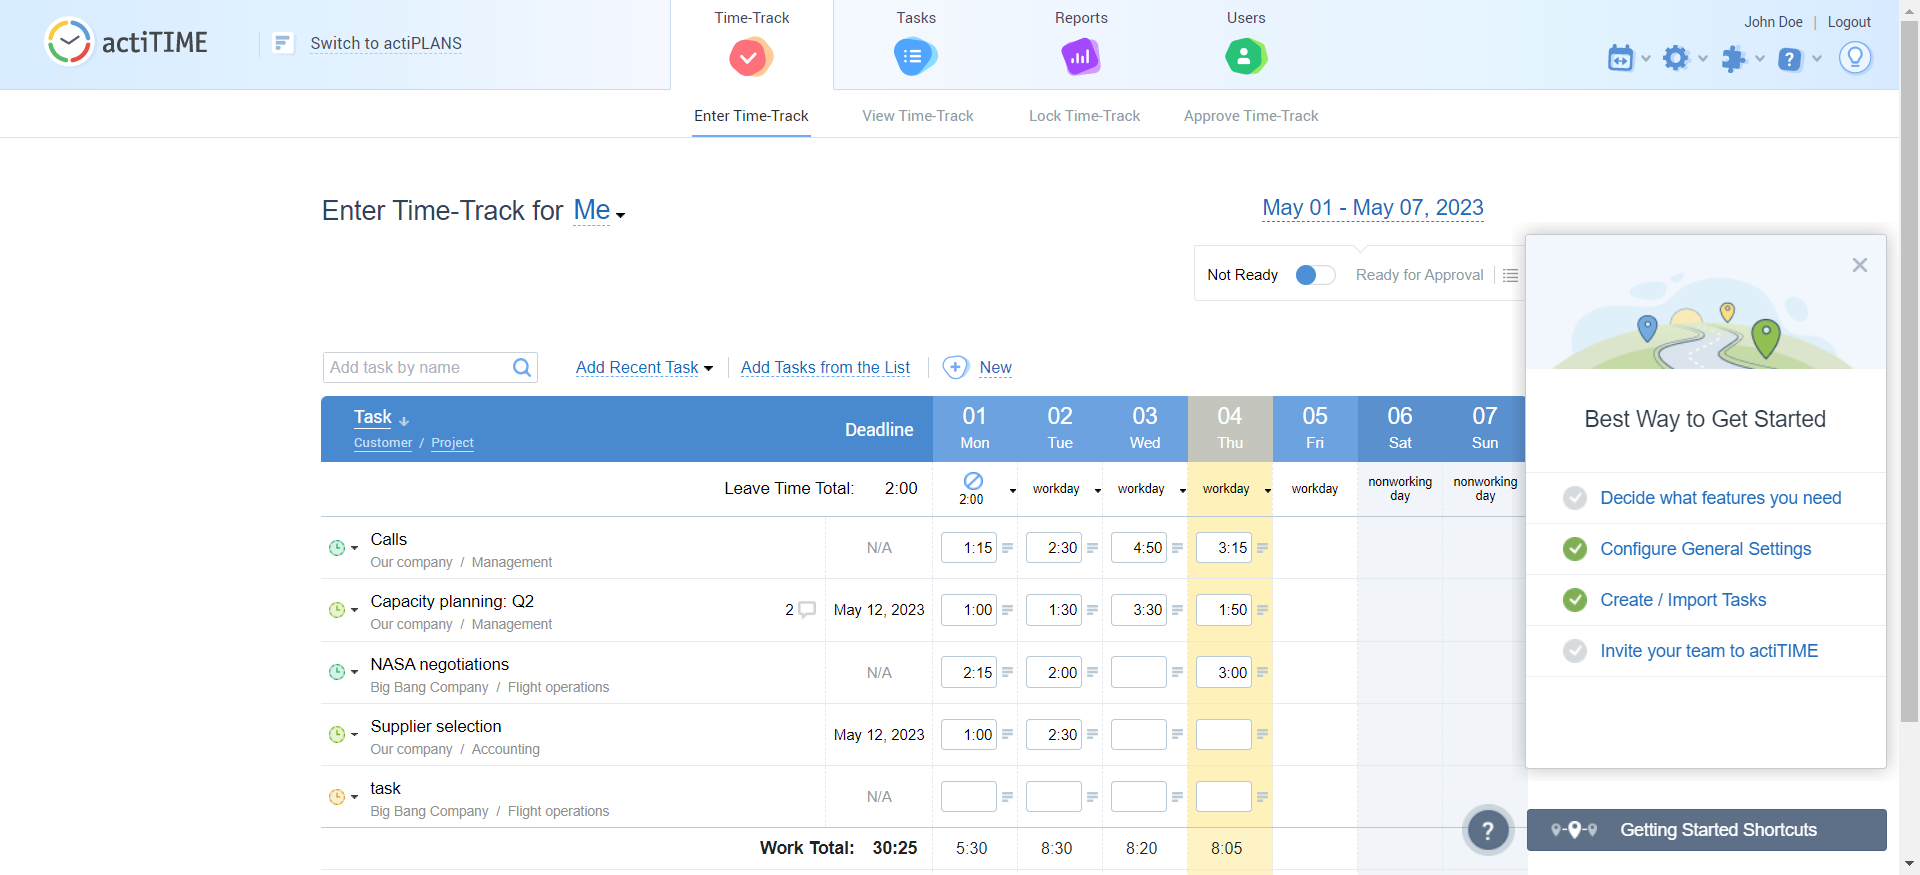 actiTIME
Switch to actiPLANS
Time-Track
Tasks
Reports
Users
John Doe | Logout
Enter Time-Track
View Time-Track
Lock Time-Track
Approve Time-Track
Enter Time-Track for Me
May 01 - May 07, 2023
Not Ready
Ready for Approval
Add task by name
Add Recent Task
Add Tasks from the List
New
Task
Customer / Project
Deadline
01 Mon
02 Tue
03 Wed
04 Thu
05 Fri
06 Sat
07 Sun
Leave Time Total: 2:00
2:00
workday
workday
workday
workday
nonworking day
nonworking day
Calls
Our company / Management
N/A 1:15 2:30 4:50 3:15
Capacity planning: Q2
Our company / Management
2 May 12, 2023 1:00 1:30 3:30 1:50
NASA negotiations
Big Bang Company / Flight operations
N/A 2:15 2:00 3:00
Supplier selection
Our company / Accounting
May 12, 2023 1:00 2:30
task
Big Bang Company / Flight operations
N/A
Work Total: 30:25 5:30 8:30 8:20 8:05
Best Way to Get Started
Decide what features you need
Configure General Settings
Create / Import Tasks
Invite your team to actiTIME
?
Getting Started Shortcuts